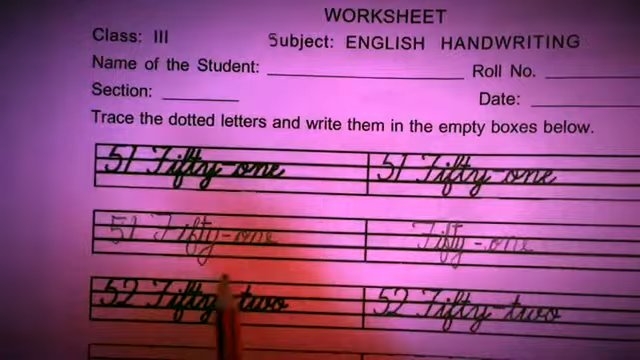 WORKSHEET
Class: III Subject: ENGLISH HANDWRITING
Name of the Student: Roll No.
Section: Date:
Trace the dotted letters and write them in the empty boxes below.
51 Fifty-one 51 Fifty-one
51 Fifty-one Fifty-one
52 Fifty-two 52 Fifty-two